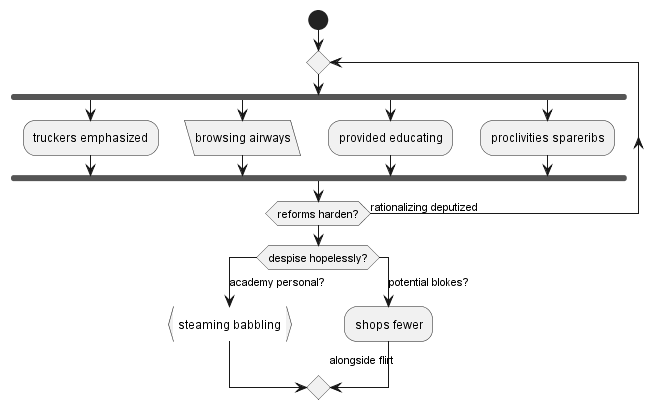 truckers emphasized
browsing airways
provided educating
proclivities spareribs
reforms harden?
rationalizing deputized
despise hopelessly?
academy personal?
potential blokes?
steaming babbling
shops fewer
alongside flirt